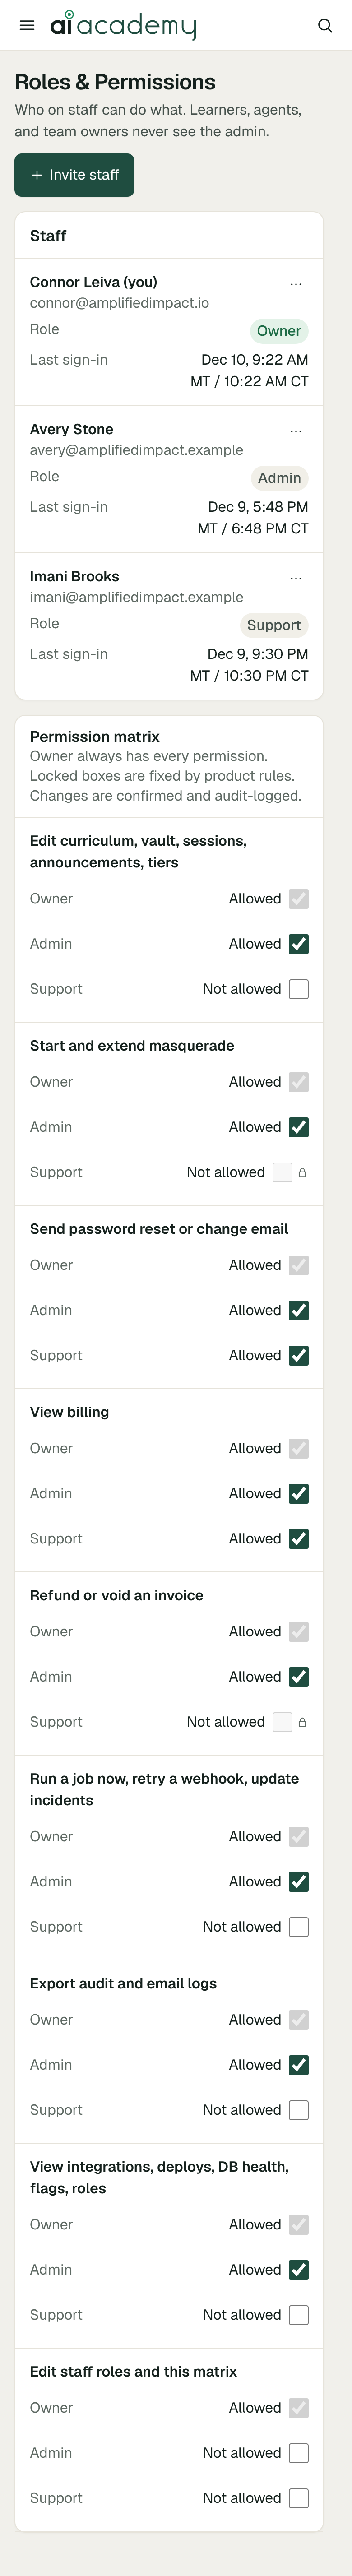 ai academy
Roles & Permissions
Who on staff can do what. Learners, agents,
and team owners never see the admin.
+ Invite staff
Staff
Connor Leiva (you) ...
connor@amplifiedimpact.io
Role Owner
Last sign-in Dec 10, 9:22 AM
MT / 10:22 AM CT
Avery Stone ...
avery@amplifiedimpact.example
Role Admin
Last sign-in Dec 9, 5:48 PM
MT / 6:48 PM CT
Imani Brooks ...
imani@amplifiedimpact.example
Role Support
Last sign-in Dec 9, 9:30 PM
MT / 10:30 PM CT
Permission matrix
Owner always has every permission.
Locked boxes are fixed by product rules.
Changes are confirmed and audit-logged.
Edit curriculum, vault, sessions,
announcements, tiers
Owner Allowed
Admin Allowed
Support Not allowed
Start and extend masquerade
Owner Allowed
Admin Allowed
Support Not allowed
Send password reset or change email
Owner Allowed
Admin Allowed
Support Allowed
View billing
Owner Allowed
Admin Allowed
Support Allowed
Refund or void an invoice
Owner Allowed
Admin Allowed
Support Not allowed
Run a job now, retry a webhook, update
incidents
Owner Allowed
Admin Allowed
Support Not allowed
Export audit and email logs
Owner Allowed
Admin Allowed
Support Not allowed
View integrations, deploys, DB health,
flags, roles
Owner Allowed
Admin Allowed
Support Not allowed
Edit staff roles and this matrix
Owner Allowed
Admin Not allowed
Support Not allowed